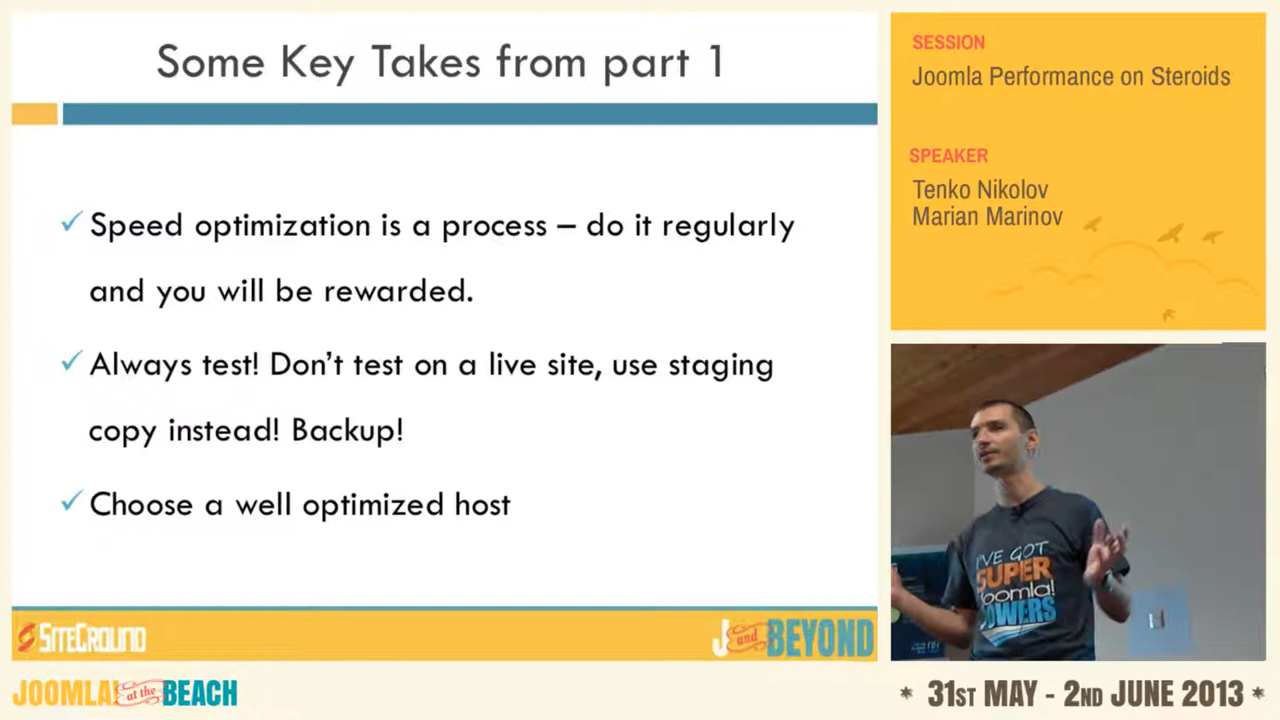 Some Key Takes from part 1
Speed optimization is a process – do it regularly
and you will be rewarded.
Always test! Don't test on a live site, use staging
copy instead! Backup!
Choose a well optimized host
SITEGROUND
J and BEYOND
SESSION
Joomla Performance on Steroids
SPEAKER
Tenko Nikolov
Marian Marinov
I'VE GOT
SUPER
Joomla!
POWERS
JOOMLA! at the BEACH
* 31ST MAY - 2ND JUNE 2013 *